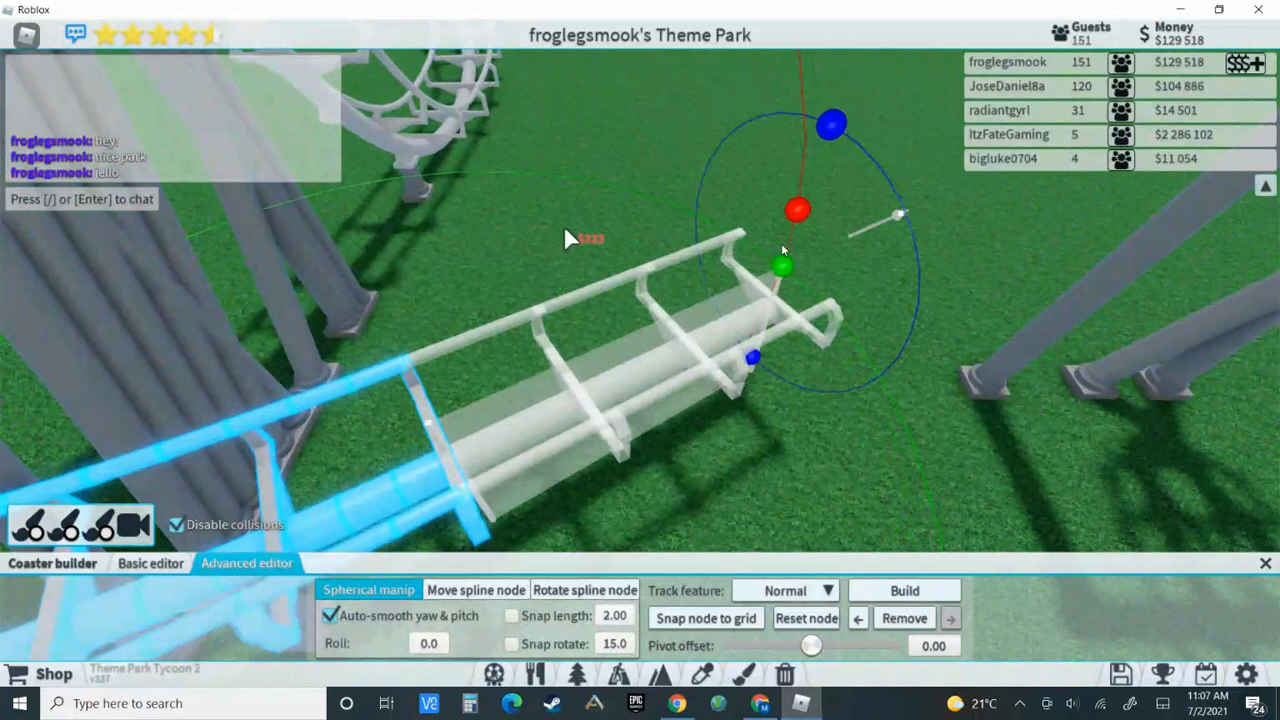 Roblox
froglegsmook's Theme Park
Guests
151
Money
$129 518
froglegsmook 151 $129 518
JoseDaniel8a 120 $104 886
radiantgyrl 31 $14 501
ItzFateGaming 5 $2 286 102
bigluke0704 4 $11 054
froglegsmook: hey!
froglegsmook: nice park
froglegsmook: jello
Press [/] or [Enter] to chat
Disable collisions
Coaster builder Basic editor Advanced editor
Spherical manip Move spline node Rotate spline node Track feature: Normal Build
Auto-smooth yaw & pitch Snap length: 2.00 Snap node to grid Reset node Remove
Roll: 0.0 Snap rotate: 15.0 Pivot offset: 0.00
Shop
Theme Park Tycoon 2
v337
Type here to search
21°C
11:07 AM
7/2/2021
24